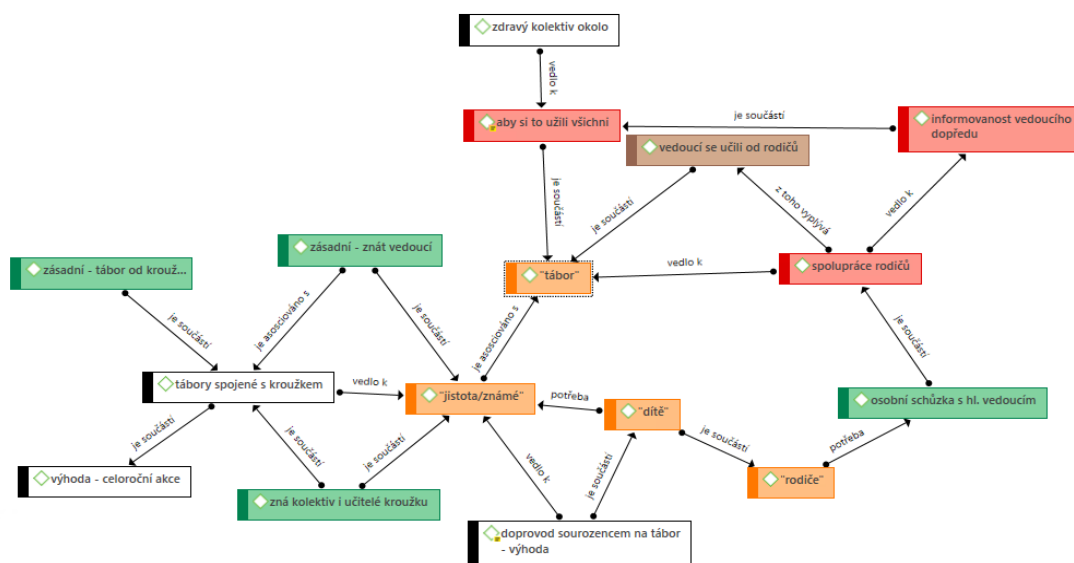 zdravý kolektiv okolo
vedlo k
aby si to užili všichni
je součástí
informovanost vedoucího
dopředu
vedoucí se učili od rodičů
je součástí
je součástí
z toho vyplývá
vedlo k
zásadní - znát vedoucí
zásadní - tábor od krouž...
"tábor"
vedlo k
spolupráce rodičů
je součástí
je asosciováno s
je součástí
je asosciováno s
je součástí
tábory spojené s kroužkem
vedlo k
"jistota/známé"
potřeba
"dítě"
osobní schůzka s hl. vedoucím
je součástí
je součástí
je součástí
vedlo k
je součástí
je součástí
potřeba
výhoda - celoroční akce
zná kolektiv i učitelé kroužku
"rodiče"
doprovod sourozencem na tábor
- výhoda